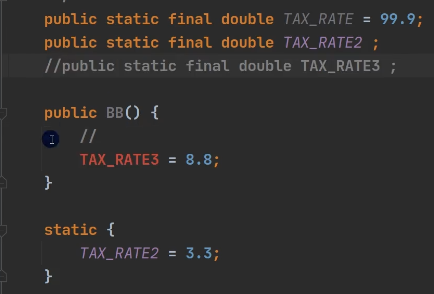 public static final double TAX_RATE = 99.9;
public static final double TAX_RATE2 ;
//public static final double TAX_RATE3 ;
public BB() {
//
TAX_RATE3 = 8.8;
}
static {
TAX_RATE2 = 3.3;
}